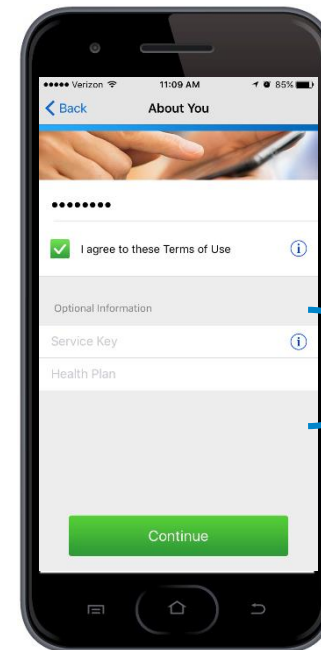 Verizon 11:09 AM 85%
Back About You
••••••••
I agree to these Terms of Use
Optional Information
Service Key
Health Plan
Continue